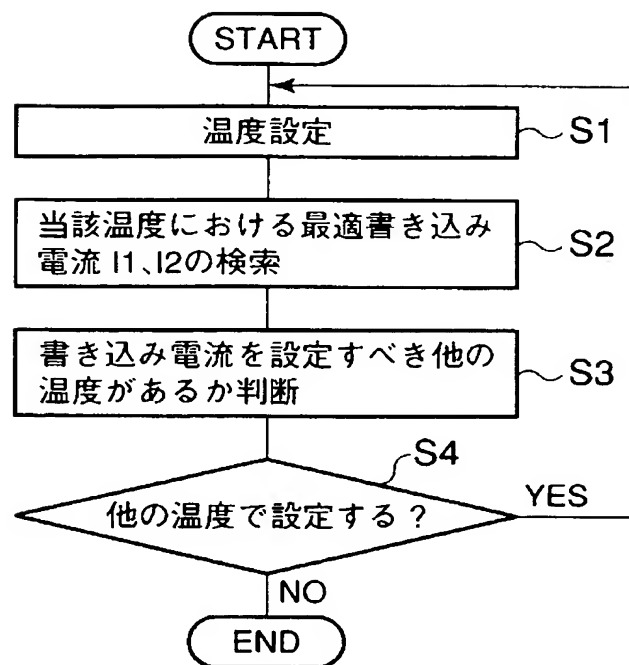 START
温度設定
S1
当該温度における最適書き込み
電流 I1、I2の検索
S2
書き込み電流を設定すべき他の
温度があるか判断
S3
S4
他の温度で設定する？
YES
NO
END